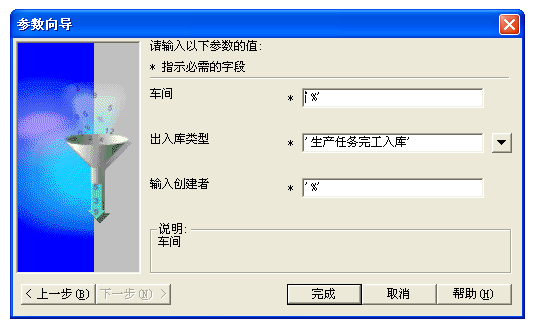 参数向导
请输入以下参数的值:
* 指示必需的字段
车间 * '%'
出入库类型 * '生产任务完工入库'
输入创建者 * '%'
说明:
车间
< 上一步(B) 下一步(N) > 完成 取消 帮助(H)